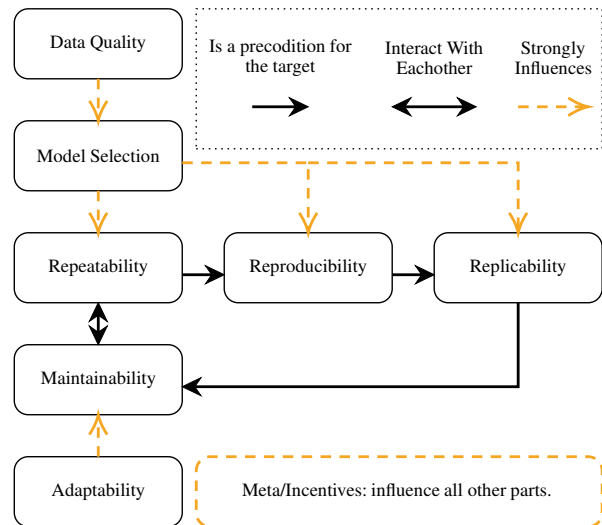 Data Quality
Is a precodition for
the target
Interact With
Eachother
Strongly
Influences
Model Selection
Repeatability
Reproducibility
Replicability
Maintainability
Adaptability
Meta/Incentives: influence all other parts.